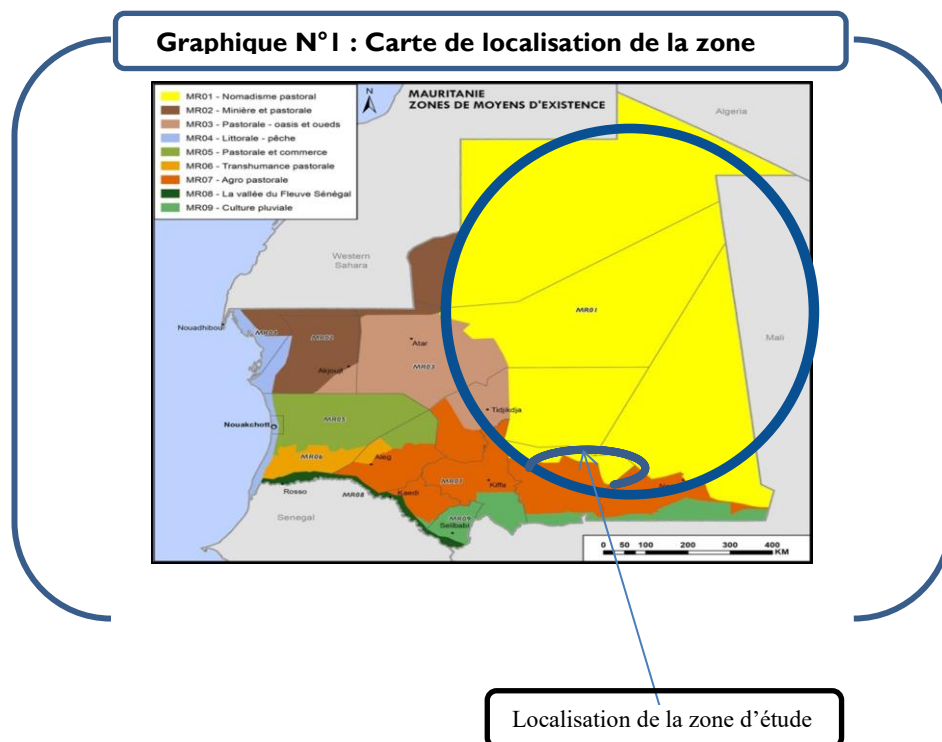 Graphique N°1 : Carte de localisation de la zone
MR01 - Nomadisme pastoral
MR02 - Minière et pastorale
MR03 - Pastorale - oasis et oueds
MR04 - Littorale - pêche
MR05 - Pastorale et commerce
MR06 - Transhumance pastorale
MR07 - Agro pastorale
MR08 - La vallée du Fleuve Sénégal
MR09 - Culture pluviale
N
MAURITANIE
ZONES DE MOYENS D'EXISTENCE
Algeria
Western
Sahara
MR01
Mali
Nouadhibou
MR04
MR02
Atar
Akjoujt
MR03
Tidjikdja
Nouakchott
MR05
MR06
Aleg
Rosso
MR08
Kaedi
MR07
Kiffa
Senegal
MR09
Selibabi
0 50 100 200 300 400
KM
Localisation de la zone d'étude